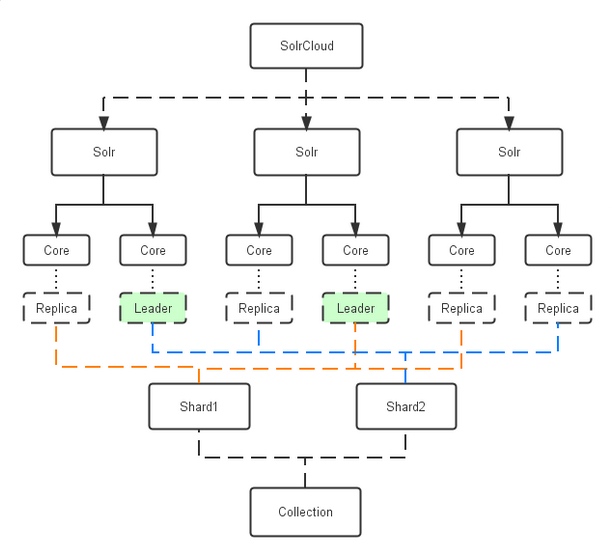 SolrCloud
Solr
Solr
Solr
Core
Core
Core
Core
Core
Core
Replica
Leader
Replica
Leader
Replica
Replica
Shard1
Shard2
Collection